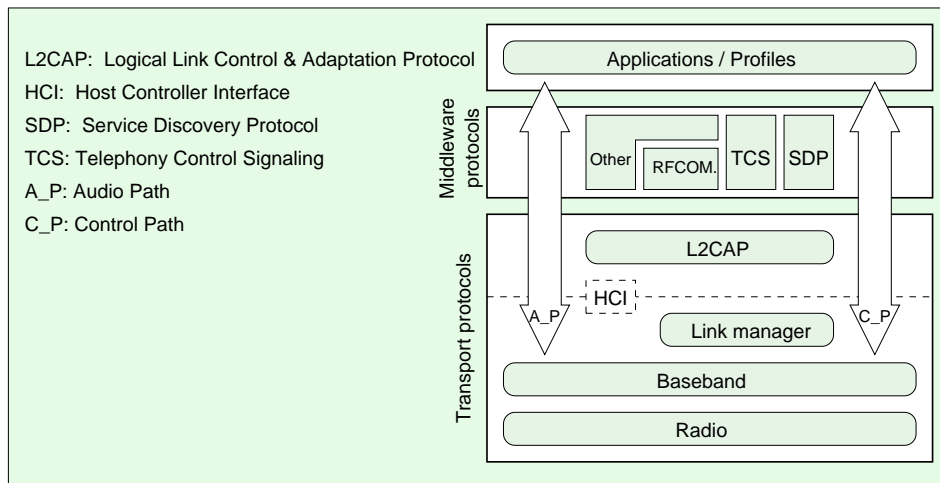 L2CAP: Logical Link Control & Adaptation Protocol
HCI: Host Controller Interface
SDP: Service Discovery Protocol
TCS: Telephony Control Signaling
A_P: Audio Path
C_P: Control Path
Applications / Profiles
Middleware
protocols
Other
RFCOM.
TCS
SDP
Transport protocols
L2CAP
HCI
A_P
C_P
Link manager
Baseband
Radio